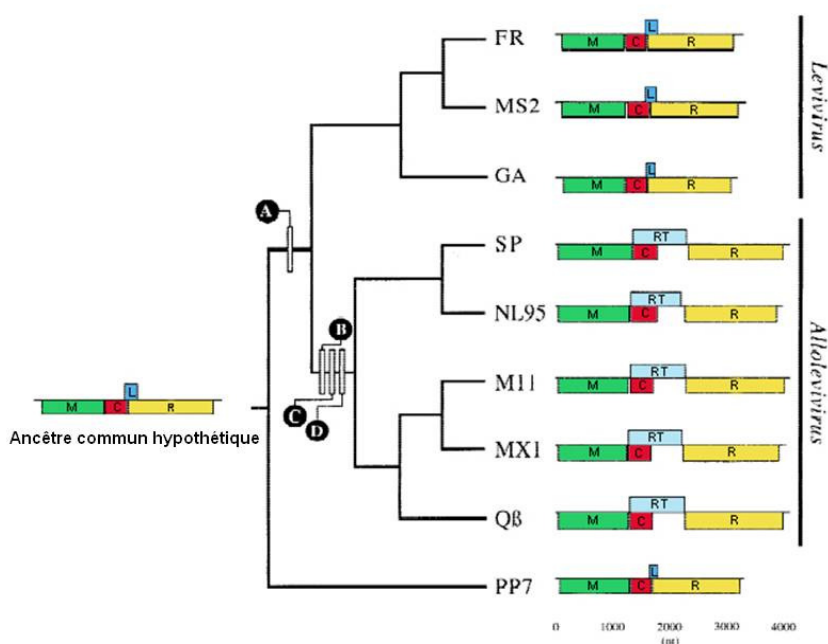 FR
M C L R
MS2
M C L R
GA
M C L R
Levivirus
A
SP
M C RT R
NL95
M C RT R
B
M11
M C RT R
C
D
MX1
M C RT R
Qß
M C RT R
Allolevivirus
M C L R
Ancêtre commun hypothétique
PP7
M C L R
0 1000 2000 3000 4000
(nt)